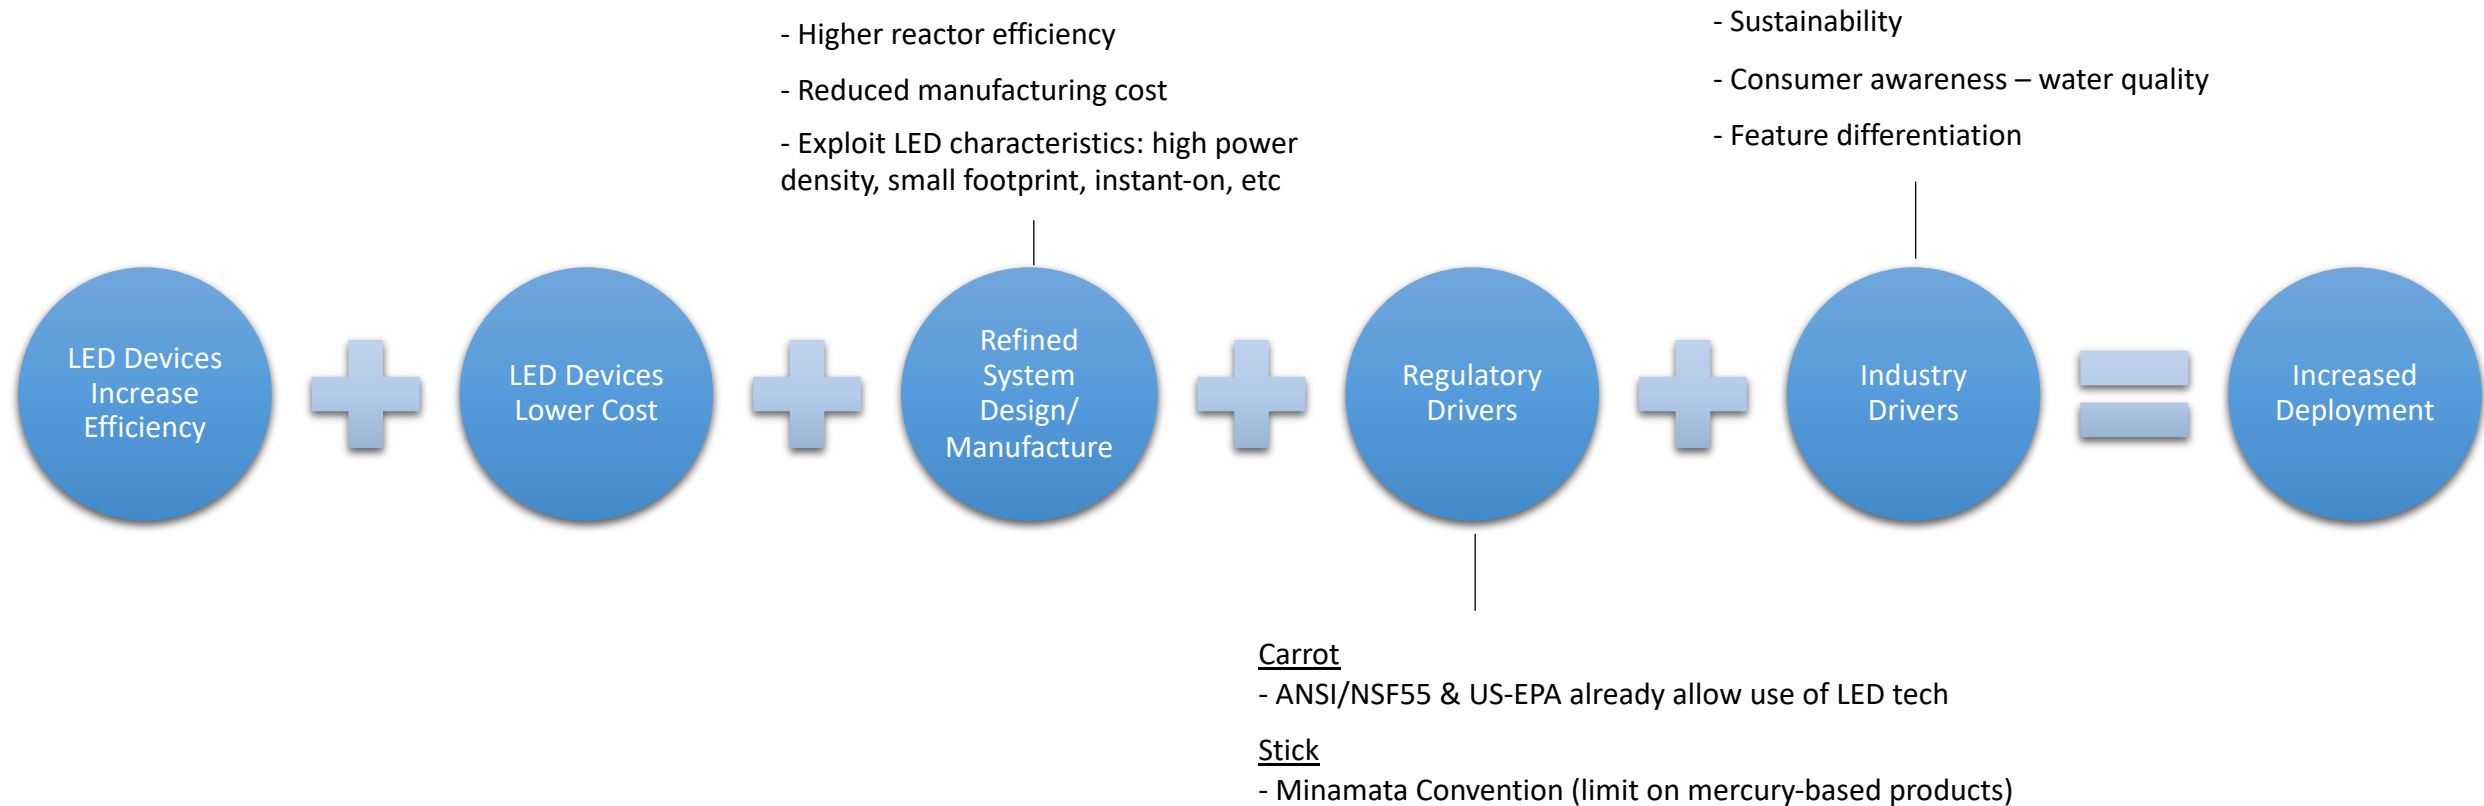 - Higher reactor efficiency
- Reduced manufacturing cost
- Exploit LED characteristics: high power
density, small footprint, instant-on, etc
- Sustainability
- Consumer awareness – water quality
- Feature differentiation
LED Devices
Increase
Efficiency
LED Devices
Lower Cost
Refined
System
Design/
Manufacture
Regulatory
Drivers
Industry
Drivers
Increased
Deployment
Carrot
- ANSI/NSF55 & US-EPA already allow use of LED tech
Stick
- Minamata Convention (limit on mercury-based products)